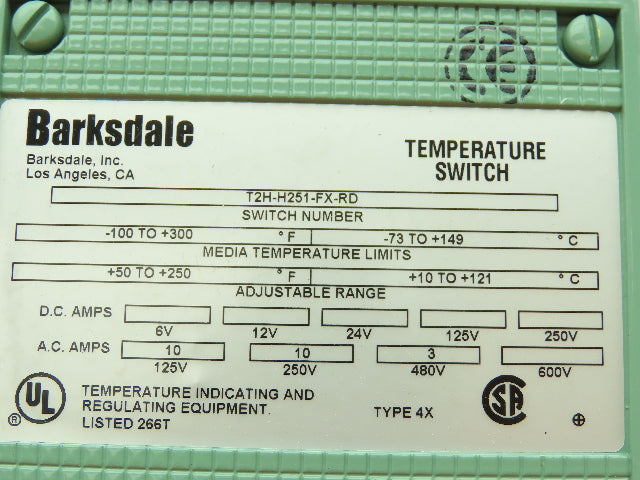 Barksdale
Barksdale, Inc.
Los Angeles, CA
TEMPERATURE
SWITCH
T2H-H251-FX-RD
SWITCH NUMBER
-100 TO +300 °F -73 TO +149 °C
MEDIA TEMPERATURE LIMITS
+50 TO +250 °F +10 TO +121 °C
ADJUSTABLE RANGE
D.C. AMPS
6V 12V 24V 125V 250V
A.C. AMPS 10 10 3
125V 250V 480V 600V
UL ®
TEMPERATURE INDICATING AND
REGULATING EQUIPMENT.
LISTED 266T
TYPE 4X
SA